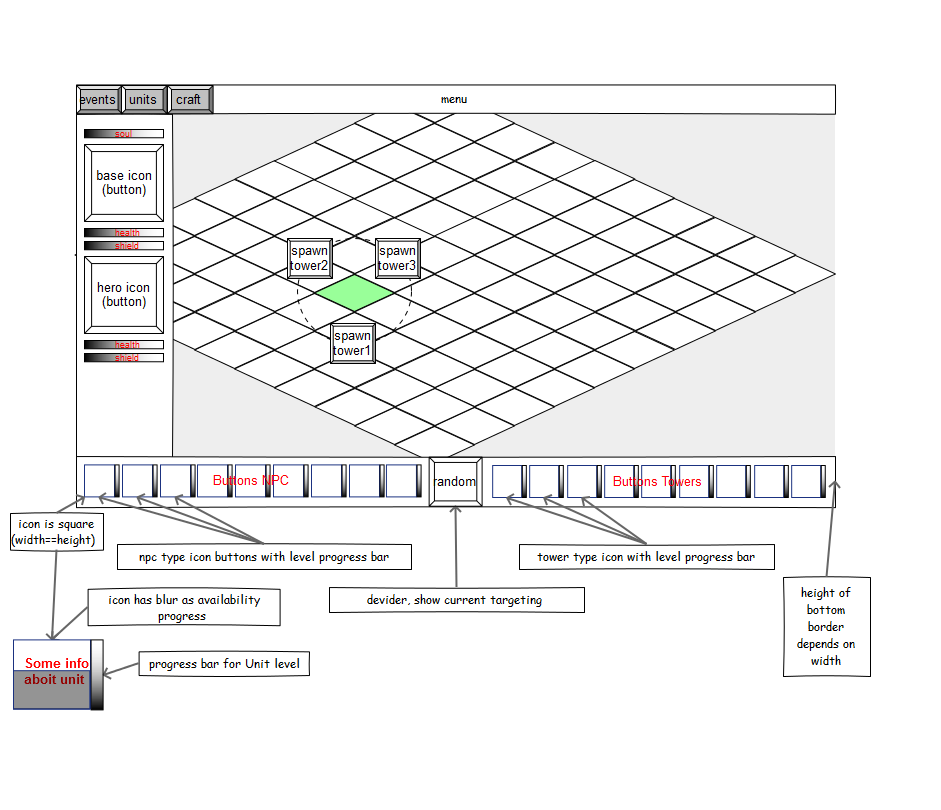 events units craft menu
soul
base icon
(button)
health
shield
hero icon
(button)
health
shield
spawn
tower2
spawn
tower3
spawn
tower1
Buttons NPC
random
Buttons Towers
icon is square
(width==height)
npc type icon buttons with level progress bar
tower type icon with level progress bar
icon has blur as availability
progress
devider, show current targeting
height of
bottom
border
depends on
width
Some info
aboit unit
progress bar for Unit level